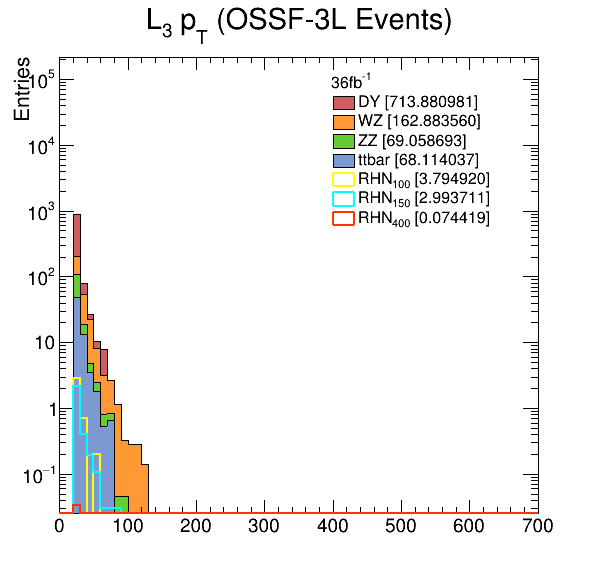 L3 pT (OSSF-3L Events)
Entries
36fb-1
DY [713.880981]
WZ [162.883560]
ZZ [69.058693]
ttbar [68.114037]
RHN100 [3.794920]
RHN150 [2.993711]
RHN400 [0.074419]
10^5
10^4
10^3
10^2
10
1
10^-1
0 100 200 300 400 500 600 700